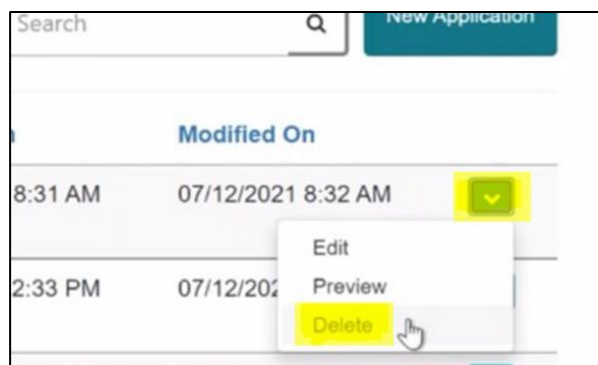 Search
New Application
Modified On
8:31 AM 07/12/2021 8:32 AM
Edit
2:33 PM 07/12/202 Preview
Delete